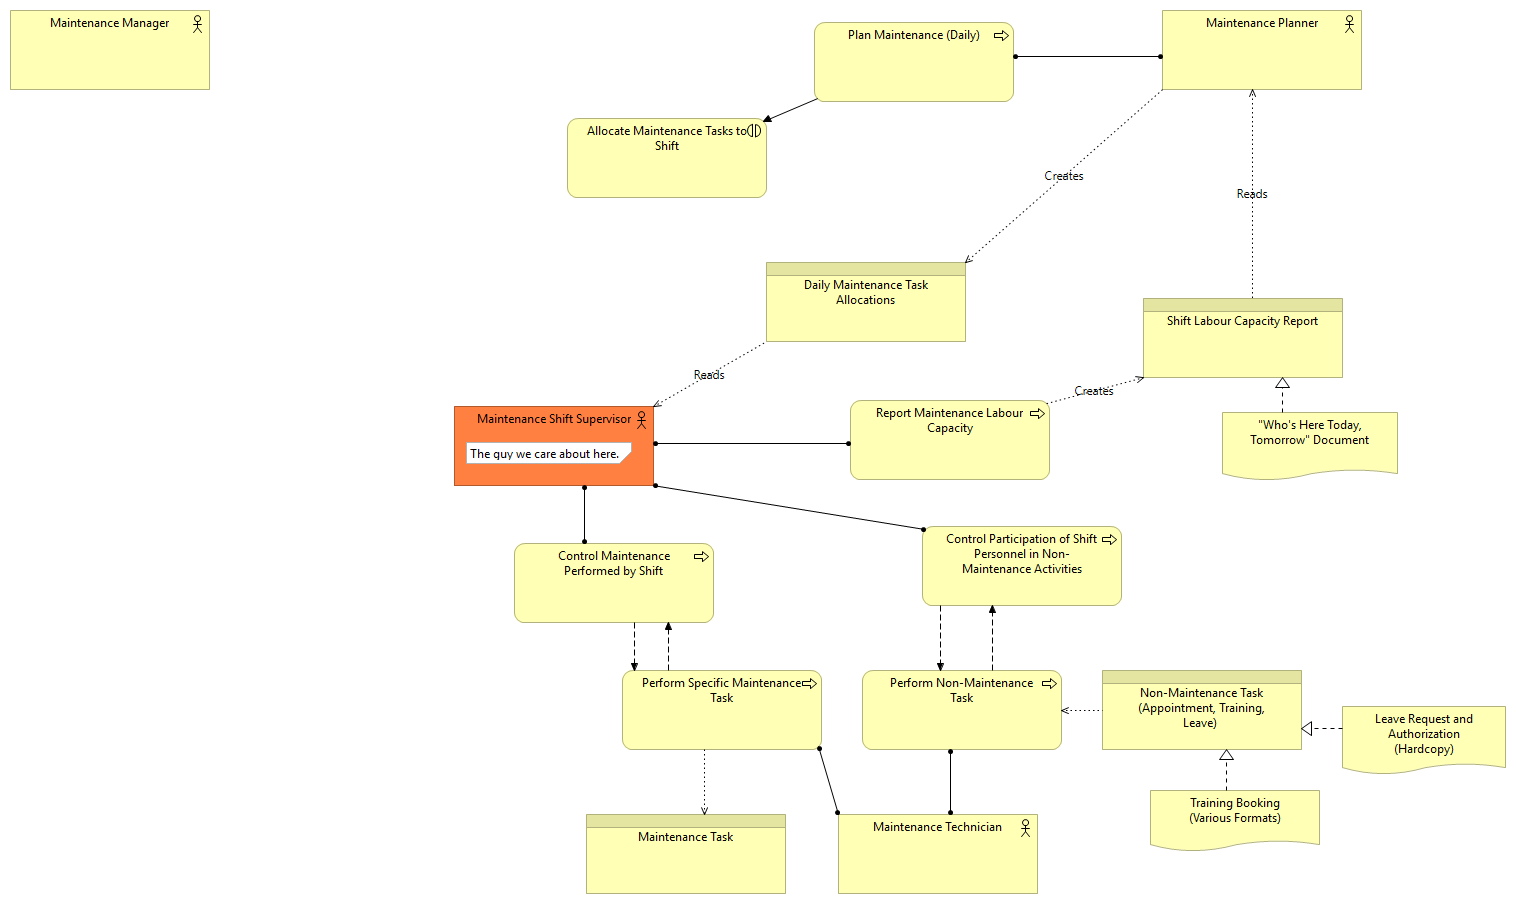 Maintenance Manager
Plan Maintenance (Daily)
Maintenance Planner
Allocate Maintenance Tasks to
Shift
Creates
Reads
Daily Maintenance Task
Allocations
Shift Labour Capacity Report
Reads
Creates
Maintenance Shift Supervisor
The guy we care about here.
Report Maintenance Labour
Capacity
"Who's Here Today,
Tomorrow" Document
Control Maintenance
Performed by Shift
Control Participation of Shift
Personnel in Non-
Maintenance Activities
Perform Specific Maintenance
Task
Perform Non-Maintenance
Task
Non-Maintenance Task
(Appointment, Training,
Leave)
Leave Request and
Authorization
(Hardcopy)
Training Booking
(Various Formats)
Maintenance Task
Maintenance Technician